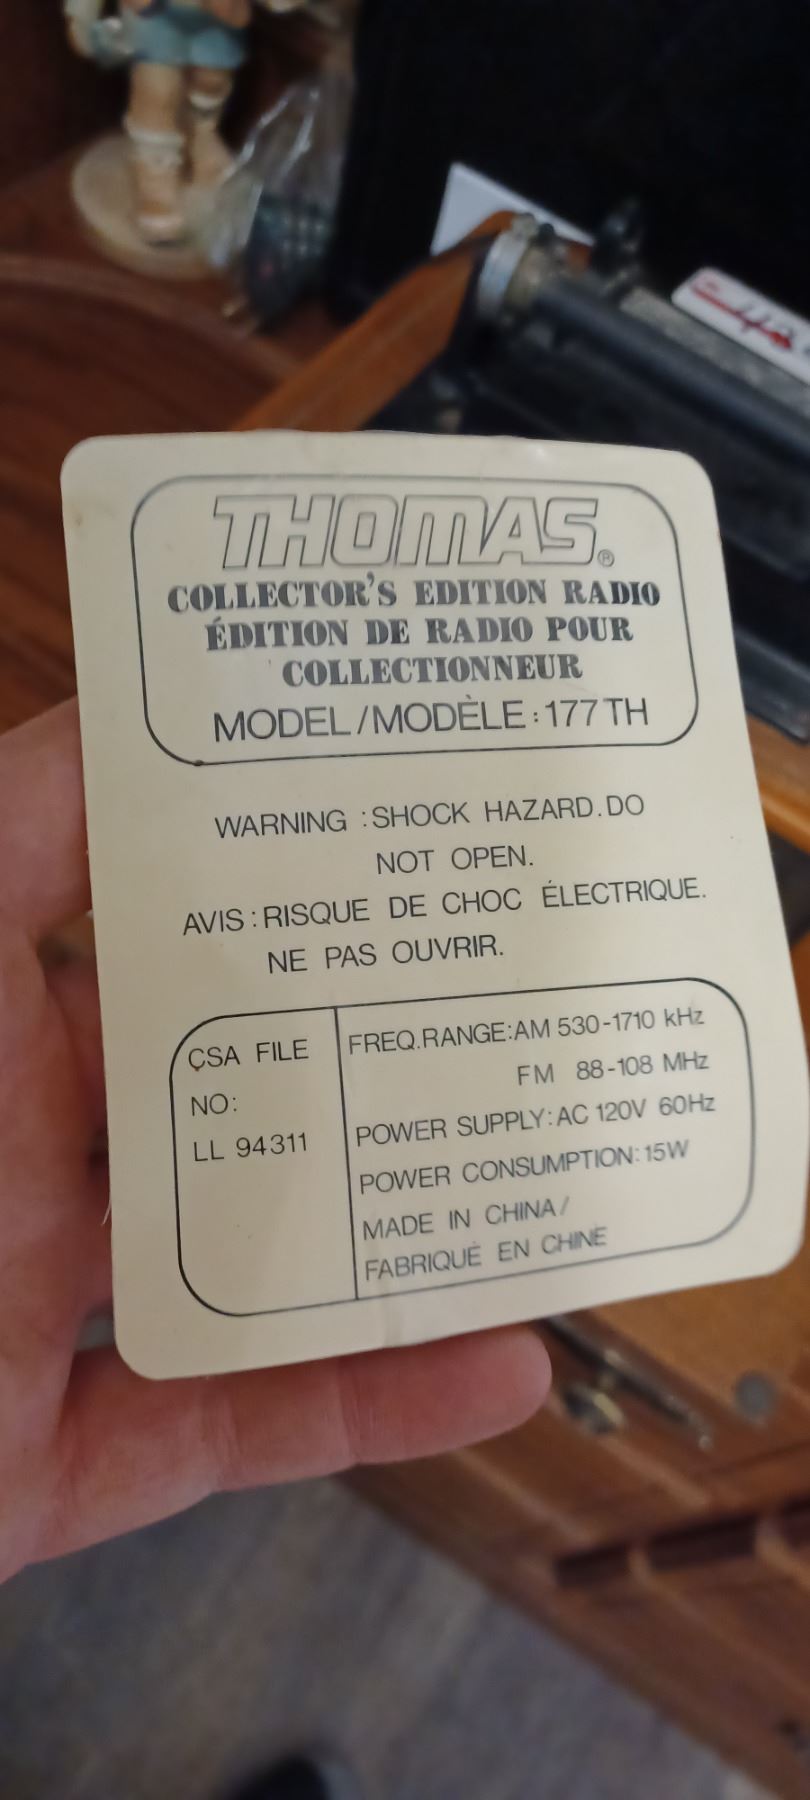 THOMAS®
COLLECTOR'S EDITION RADIO
ÉDITION DE RADIO POUR
COLLECTIONNEUR
MODEL/MODÈLE: 177TH
WARNING :SHOCK HAZARD. DO
NOT OPEN.
AVIS: RISQUE DE CHOC ÉLECTRIQUE.
NE PAS OUVRIR.
CSA FILE
NO:
LL 94311
FREQ. RANGE: AM 530-1710 kHz
FM 88-108 MHz
POWER SUPPLY: AC 120V 60Hz
POWER CONSUMPTION: 15W
MADE IN CHINA/
FABRIQUÉ EN CHINE